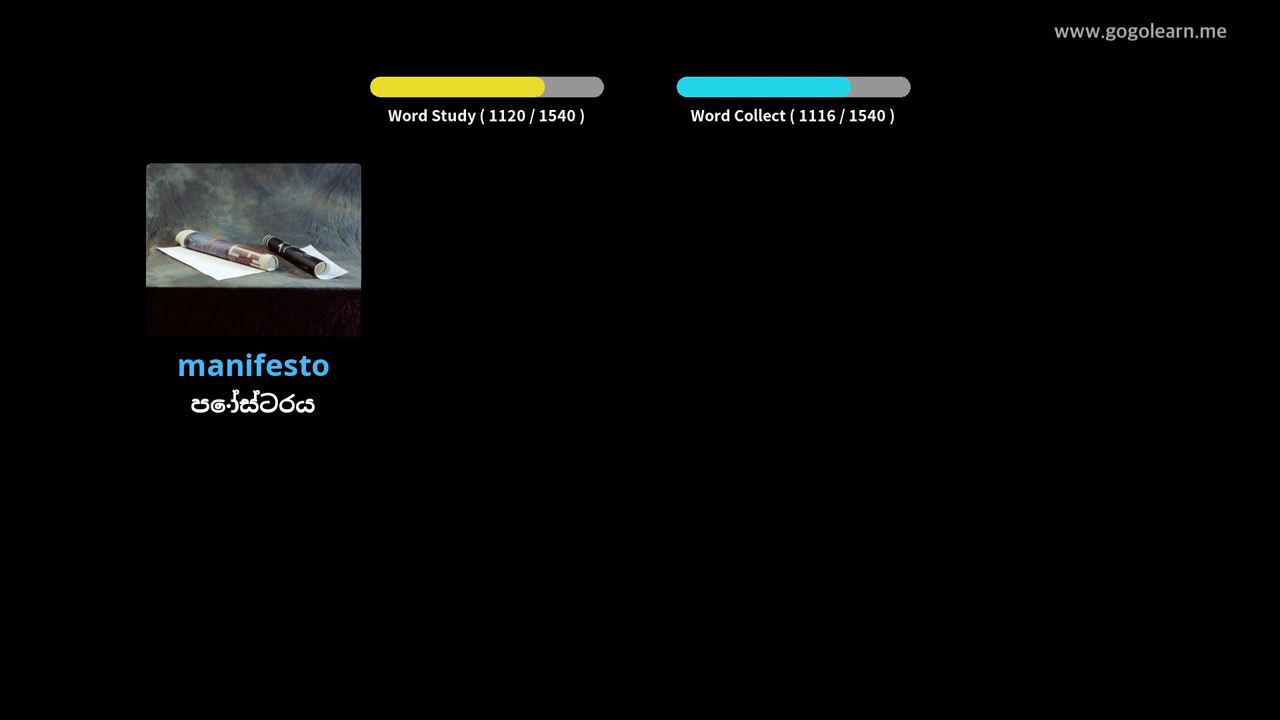 www.gogolearn.me
Word Study ( 1120 / 1540 )
Word Collect ( 1116 / 1540 )
manifesto
පෝස්ටරය